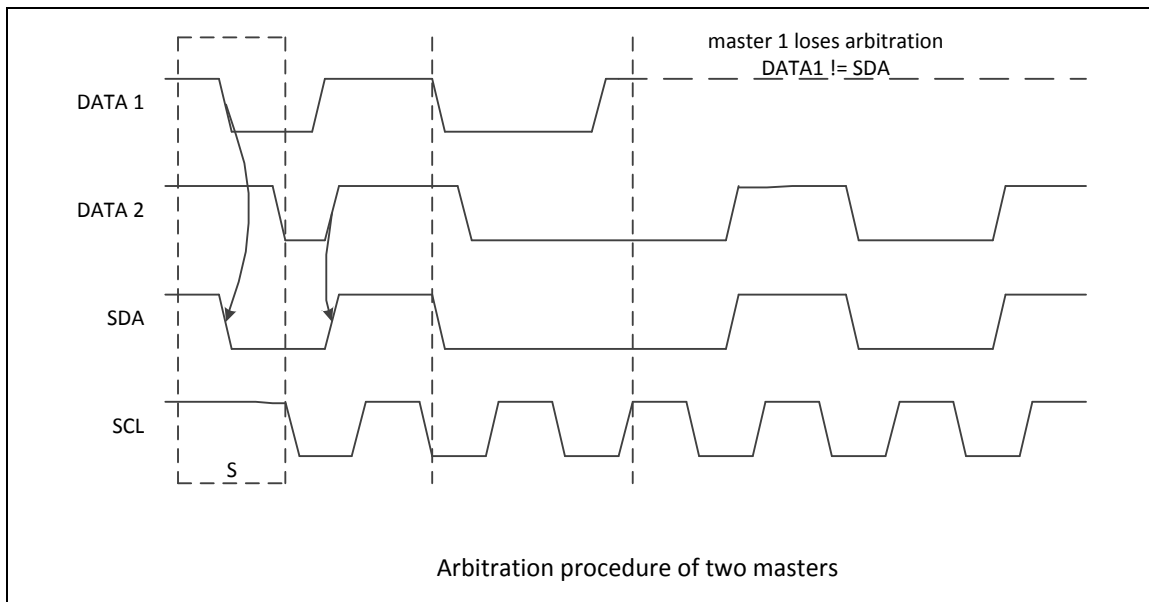 master 1 loses arbitration
DATA1 != SDA
DATA 1
DATA 2
SDA
SCL
S
Arbitration procedure of two masters